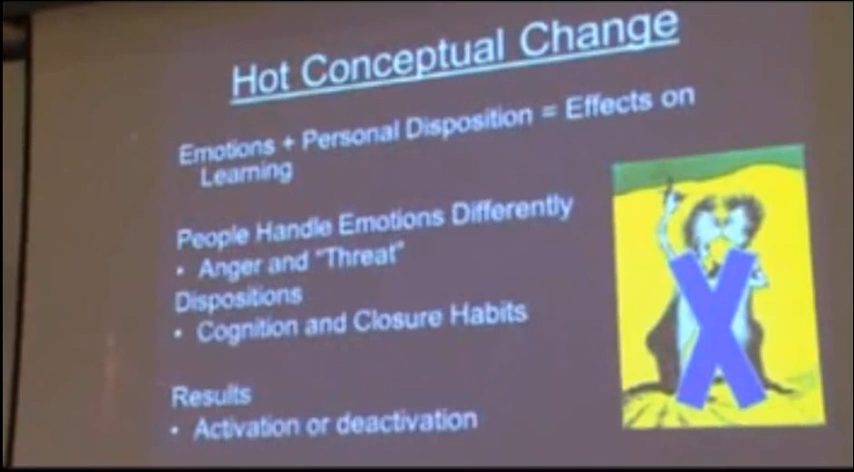 Hot Conceptual Change
Emotions + Personal Disposition = Effects on
Learning
People Handle Emotions Differently
• Anger and "Threat"
Dispositions
• Cognition and Closure Habits
Results
• Activation or deactivation